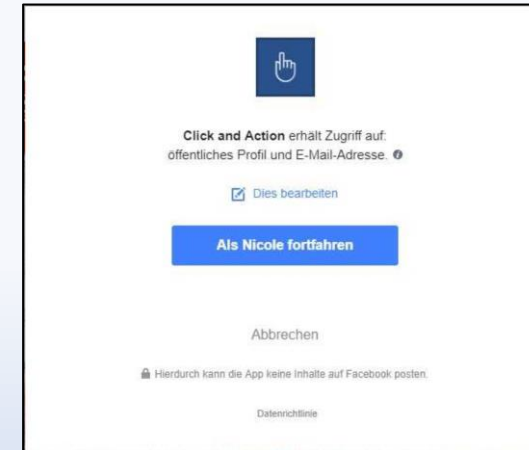 Click and Action erhält Zugriff auf:
öffentliches Profil und E-Mail-Adresse.
Dies bearbeiten
Als Nicole fortfahren
Abbrechen
Hierdurch kann die App keine Inhalte auf Facebook posten.
Datenrichtlinie